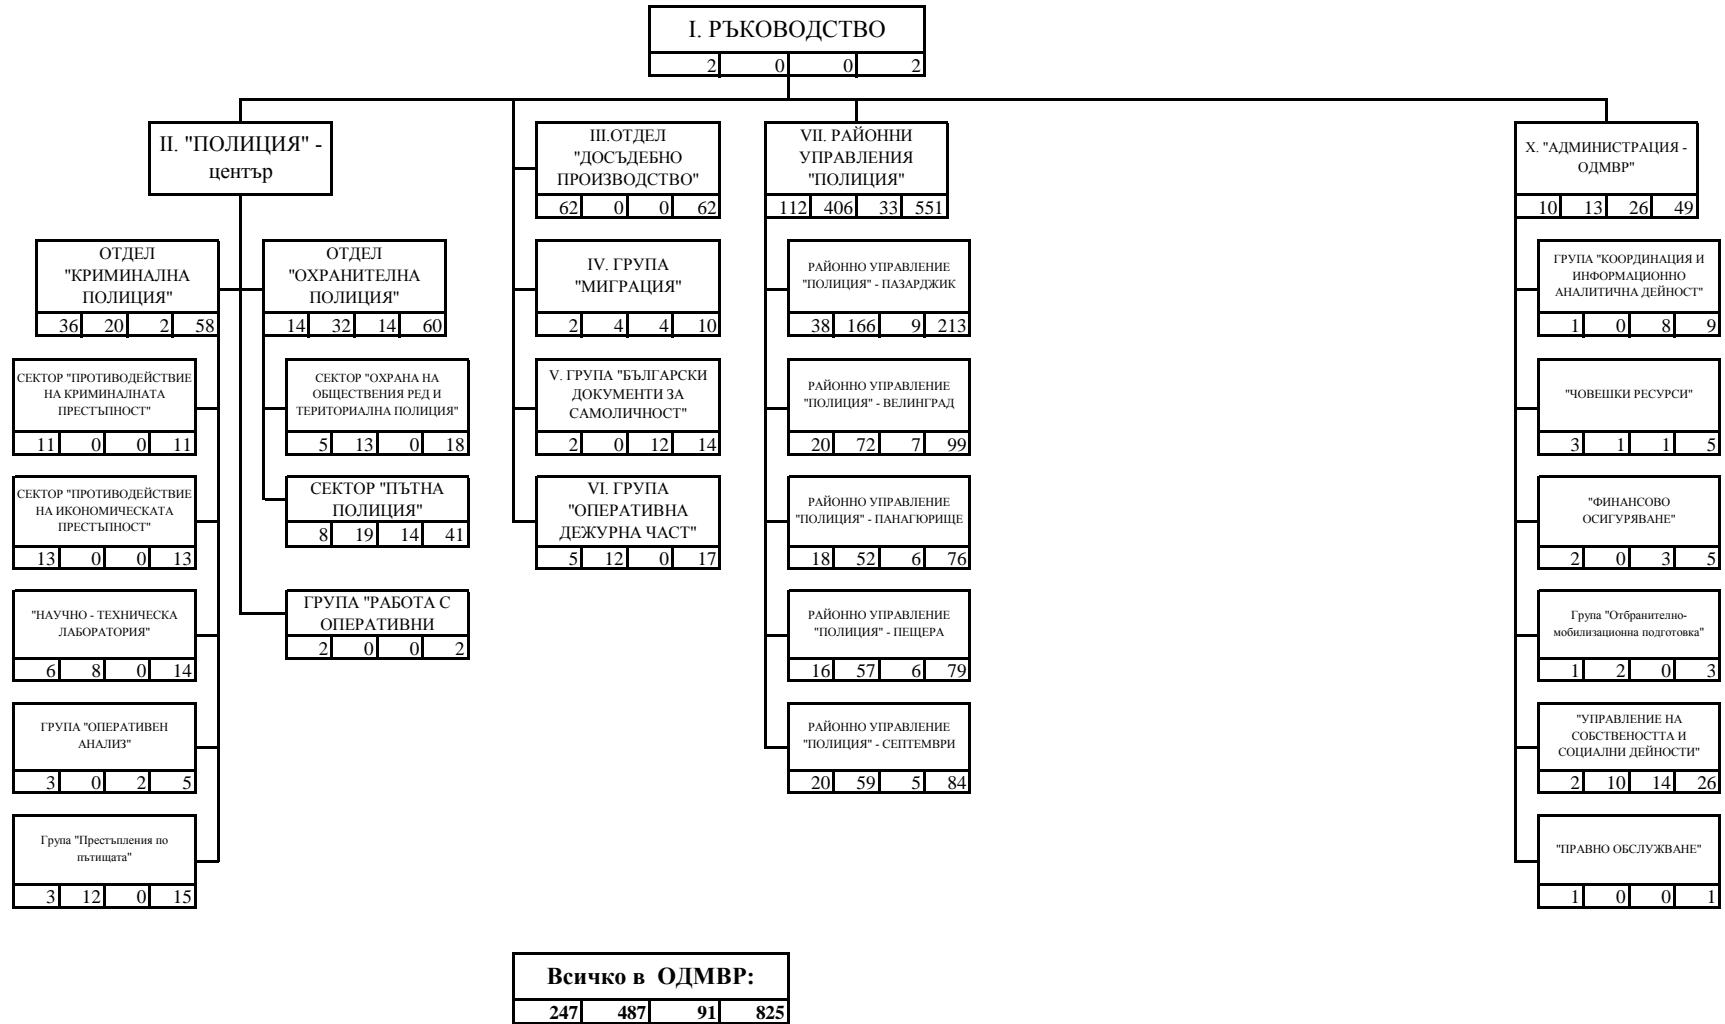 I. РЪКОВОДСТВО
2 0 0 2
II. "ПОЛИЦИЯ" -
център
ОТДЕЛ
"КРИМИНАЛНА
ПОЛИЦИЯ"
36 20 2 58
СЕКТОР "ПРОТИВОДЕЙСТВИЕ
НА КРИМИНАЛНАТА
ПРЕСТЪПНОСТ"
11 0 0 11
СЕКТОР "ПРОТИВОДЕЙСТВИЕ
НА ИКОНОМИЧЕСКАТА
ПРЕСТЪПНОСТ"
13 0 0 13
"НАУЧНО - ТЕХНИЧЕСКА
ЛАБОРАТОРИЯ"
6 8 0 14
ГРУПА "ОПЕРАТИВЕН
АНАЛИЗ"
3 0 2 5
Група "Престъпления по
пътищата"
3 12 0 15
ОТДЕЛ
"ОХРАНИТЕЛНА
ПОЛИЦИЯ"
14 32 14 60
СЕКТОР "ОХРАНА НА
ОБЩЕСТВЕНИЯ РЕД И
ТЕРИТОРИАЛНА ПОЛИЦИЯ"
5 13 0 18
СЕКТОР "ПЪТНА
ПОЛИЦИЯ"
8 19 14 41
ГРУПА "РАБОТА С
ОПЕРАТИВНИ
2 0 0 2
III.ОТДЕЛ
"ДОСЪДЕБНО
ПРОИЗВОДСТВО"
62 0 0 62
IV. ГРУПА
"МИГРАЦИЯ"
2 4 4 10
V. ГРУПА "БЪЛГАРСКИ
ДОКУМЕНТИ ЗА
САМОЛИЧНОСТ"
2 0 12 14
VI. ГРУПА
"ОПЕРАТИВНА
ДЕЖУРНА ЧАСТ"
5 12 0 17
VII. РАЙОННИ
УПРАВЛЕНИЯ
"ПОЛИЦИЯ"
112 406 33 551
РАЙОННО УПРАВЛЕНИЕ
"ПОЛИЦИЯ" - ПАЗАРДЖИК
38 166 9 213
РАЙОННО УПРАВЛЕНИЕ
"ПОЛИЦИЯ" - ВЕЛИНГРАД
20 72 7 99
РАЙОННО УПРАВЛЕНИЕ
"ПОЛИЦИЯ" - ПАНАГЮРИЩЕ
18 52 6 76
РАЙОННО УПРАВЛЕНИЕ
"ПОЛИЦИЯ" - ПЕЩЕРА
16 57 6 79
РАЙОННО УПРАВЛЕНИЕ
"ПОЛИЦИЯ" - СЕПТЕМВРИ
20 59 5 84
X. "АДМИНИСТРАЦИЯ -
ОДМВР"
10 13 26 49
ГРУПА "КООРДИНАЦИЯ И
ИНФОРМАЦИОННО
АНАЛИТИЧНА ДЕЙНОСТ"
1 0 8 9
"ЧОВЕШКИ РЕСУРСИ"
3 1 1 5
"ФИНАНСОВО
ОСИГУРЯВАНЕ"
2 0 3 5
Група "Отбранително-
мобилизационна подготовка"
1 2 0 3
"УПРАВЛЕНИЕ НА
СОБСТВЕНОСТТА И
СОЦИАЛНИ ДЕЙНОСТИ"
2 10 14 26
"ПРАВНО ОБСЛУЖВАНЕ"
1 0 0 1
Всичко в ОДМВР:
247 487 91 825